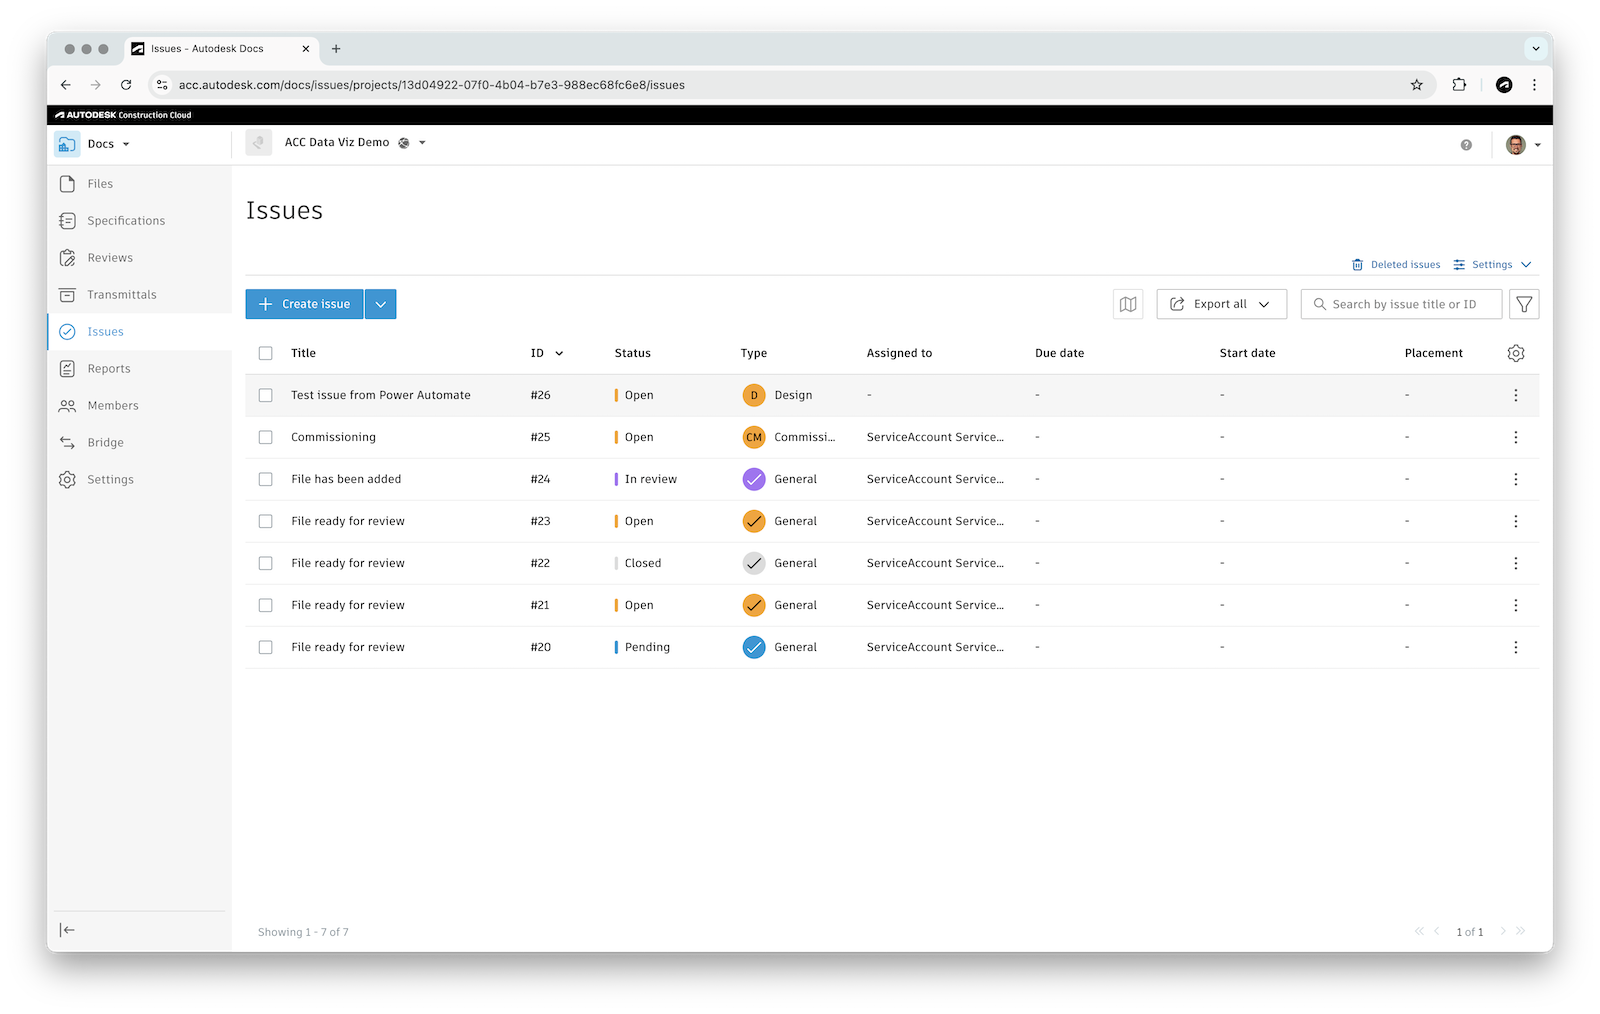 Issues - Autodesk Docs
acc.autodesk.com/docs/issues/projects/13d04922-07f0-4b04-b7e3-988ec68fc6e8/issues
AUTODESK Construction Cloud
Docs
ACC Data Viz Demo
Files
Specifications
Reviews
Transmittals
Issues
Reports
Members
Bridge
Settings
Issues
Deleted issues Settings
Create issue Export all Search by issue title or ID
Title ID Status Type Assigned to Due date Start date Placement
Test issue from Power Automate #26 Open D Design - - - -
Commissioning #25 Open CM Commissi... ServiceAccount Service... - - -
File has been added #24 In review General ServiceAccount Service... - - -
File ready for review #23 Open General ServiceAccount Service... - - -
File ready for review #22 Closed General ServiceAccount Service... - - -
File ready for review #21 Open General ServiceAccount Service... - - -
File ready for review #20 Pending General ServiceAccount Service... - - -
Showing 1 - 7 of 7
1 of 1